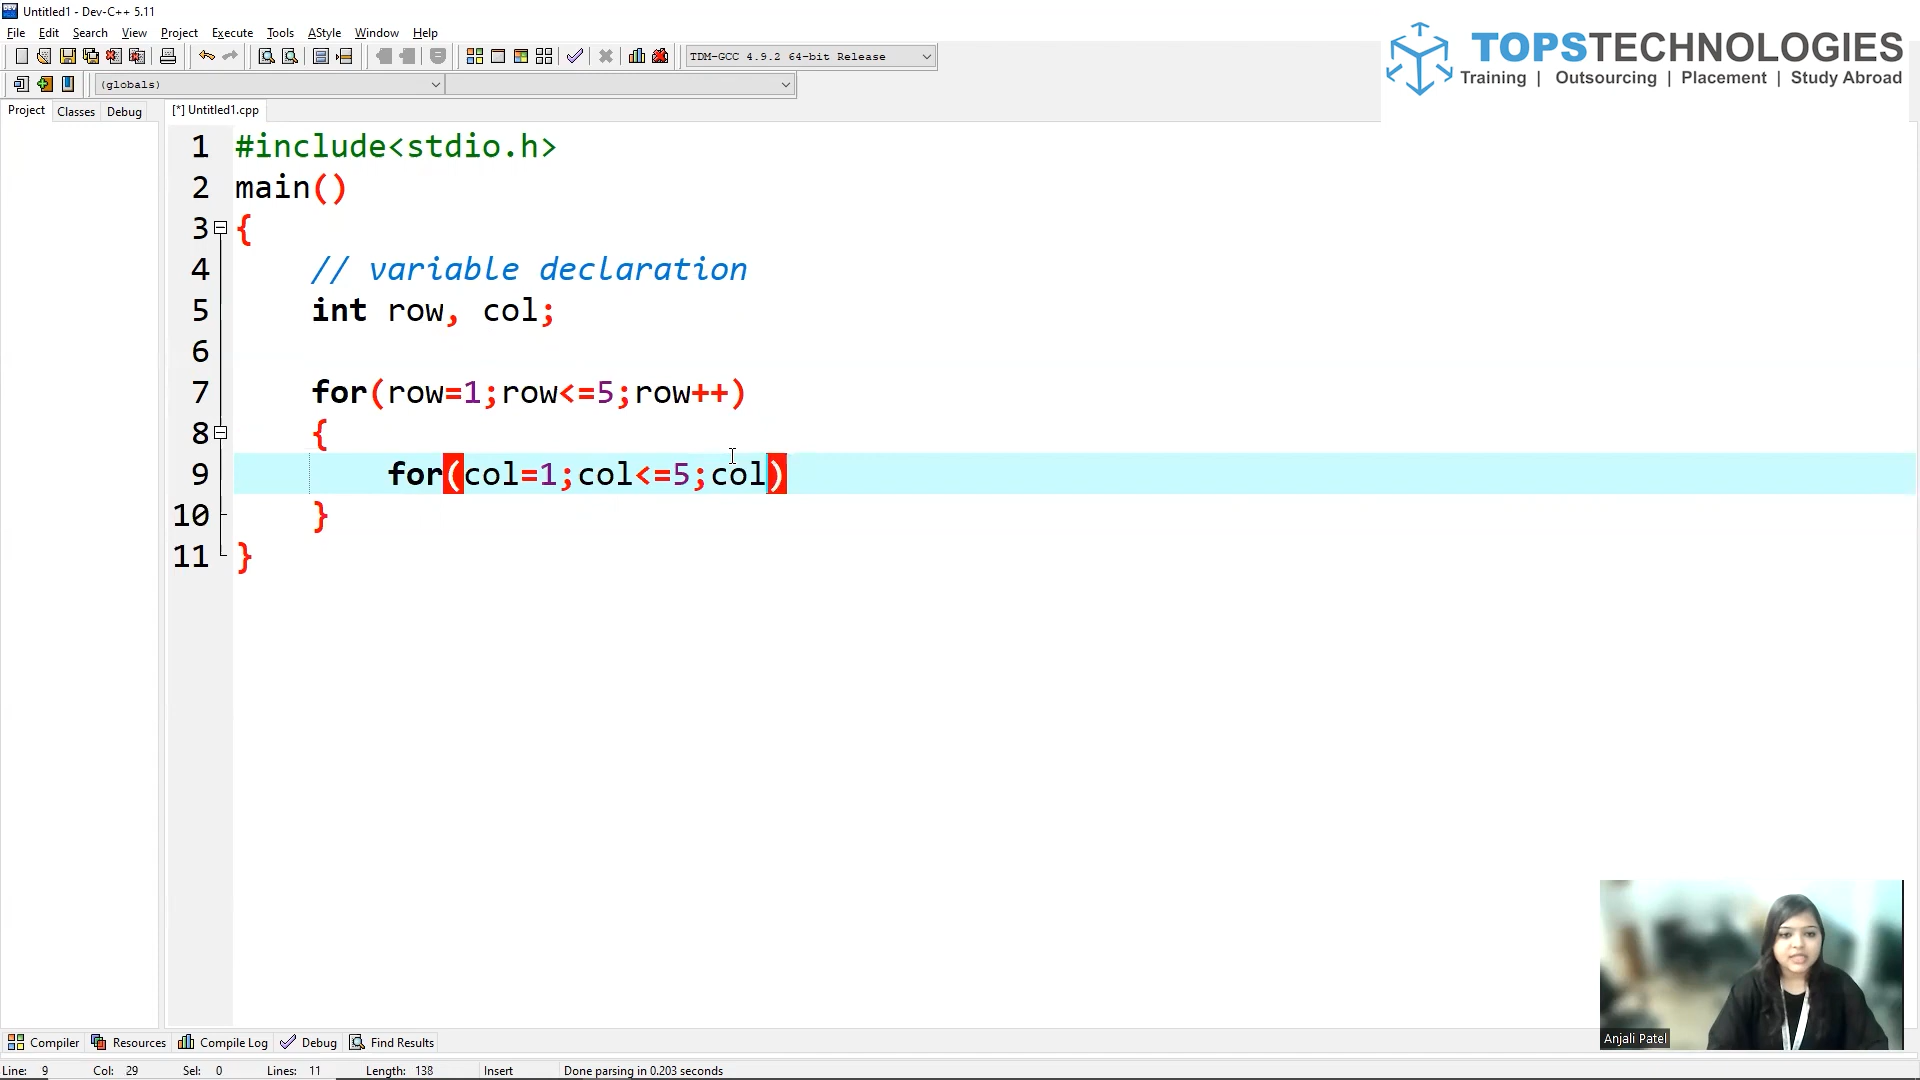 Untitled1 - Dev-C++ 5.11
File Edit Search View Project Execute Tools AStyle Window Help
TDM-GCC 4.9.2 64-bit Release
(globals)
Project Classes Debug
[*] Untitled1.cpp
TOPSTECHNOLOGIES
Training | Outsourcing | Placement | Study Abroad
1 #include<stdio.h>
2 main()
3 {
4 // variable declaration
5 int row, col;
6
7 for(row=1;row<=5;row++)
8 {
9 for(col=1;col<=5;col)
10 }
11 }
Anjali Patel
Compiler Resources Compile Log Debug Find Results
Line: 9 Col: 29 Sel: 0 Lines: 11 Length: 138 Insert Done parsing in 0.203 seconds